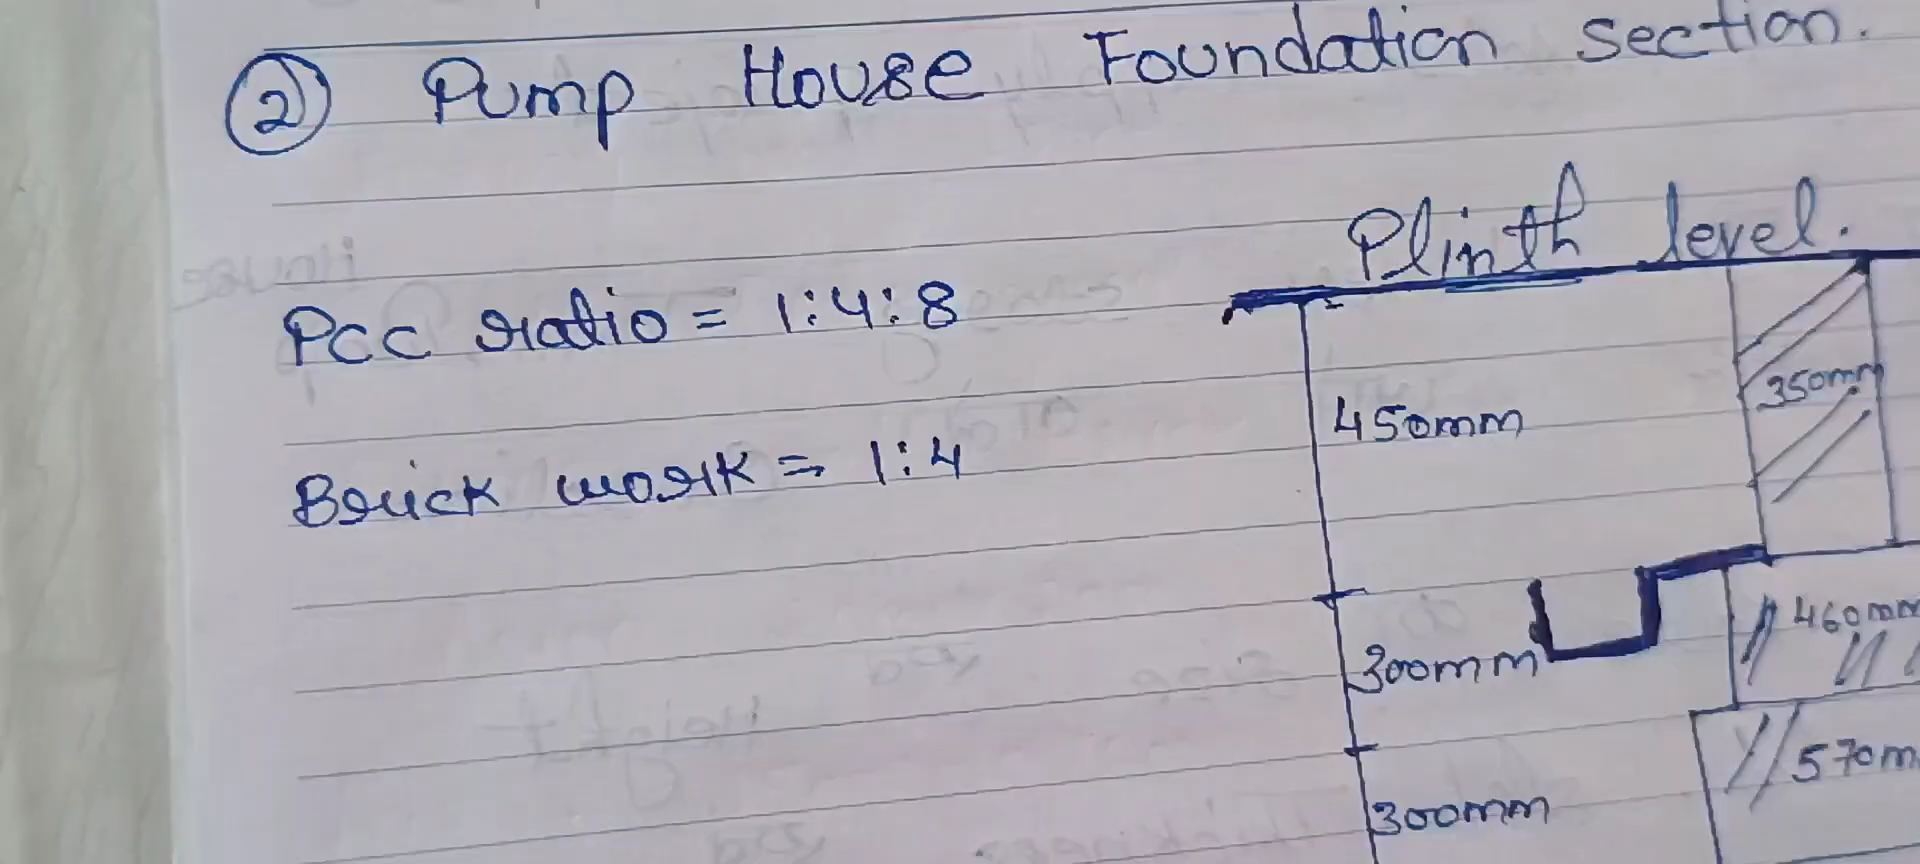 2 Pump House Foundation section.
Plinth level.
Pcc ratio = 1:4:8
350mm
450mm
Brick work = 1:4
460mm
300mm
570m
300mm